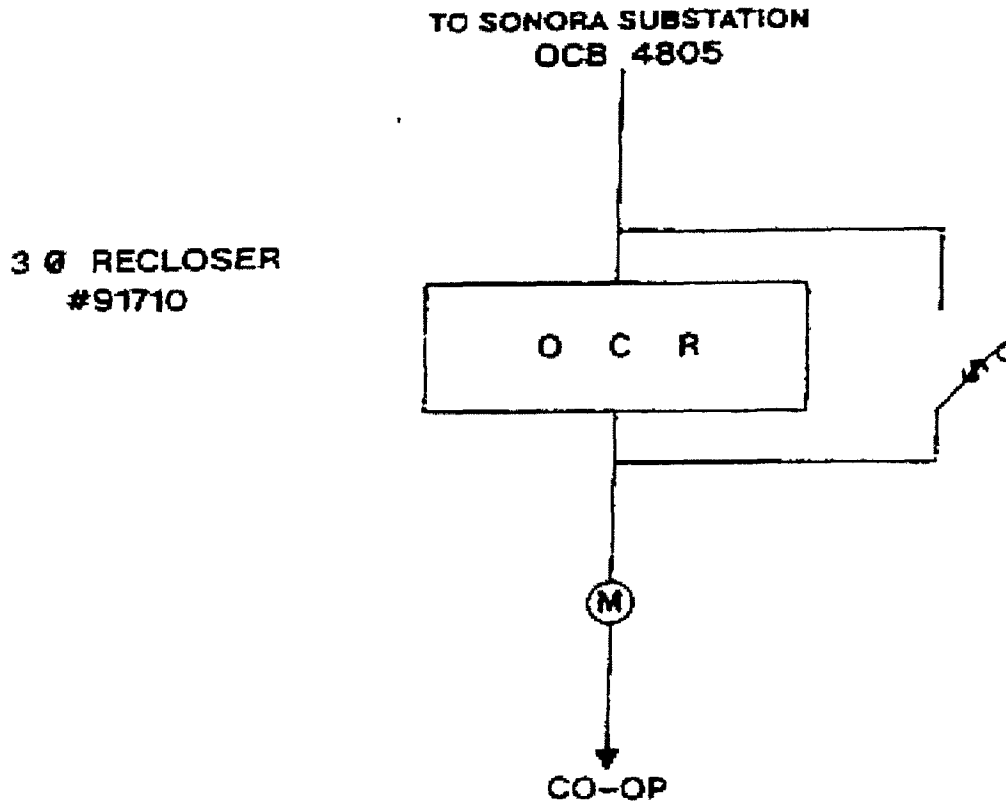 TO SONORA SUBSTATION
OCB 4805
3 Ø RECLOSER
#91710
O C R
M
CO-OP